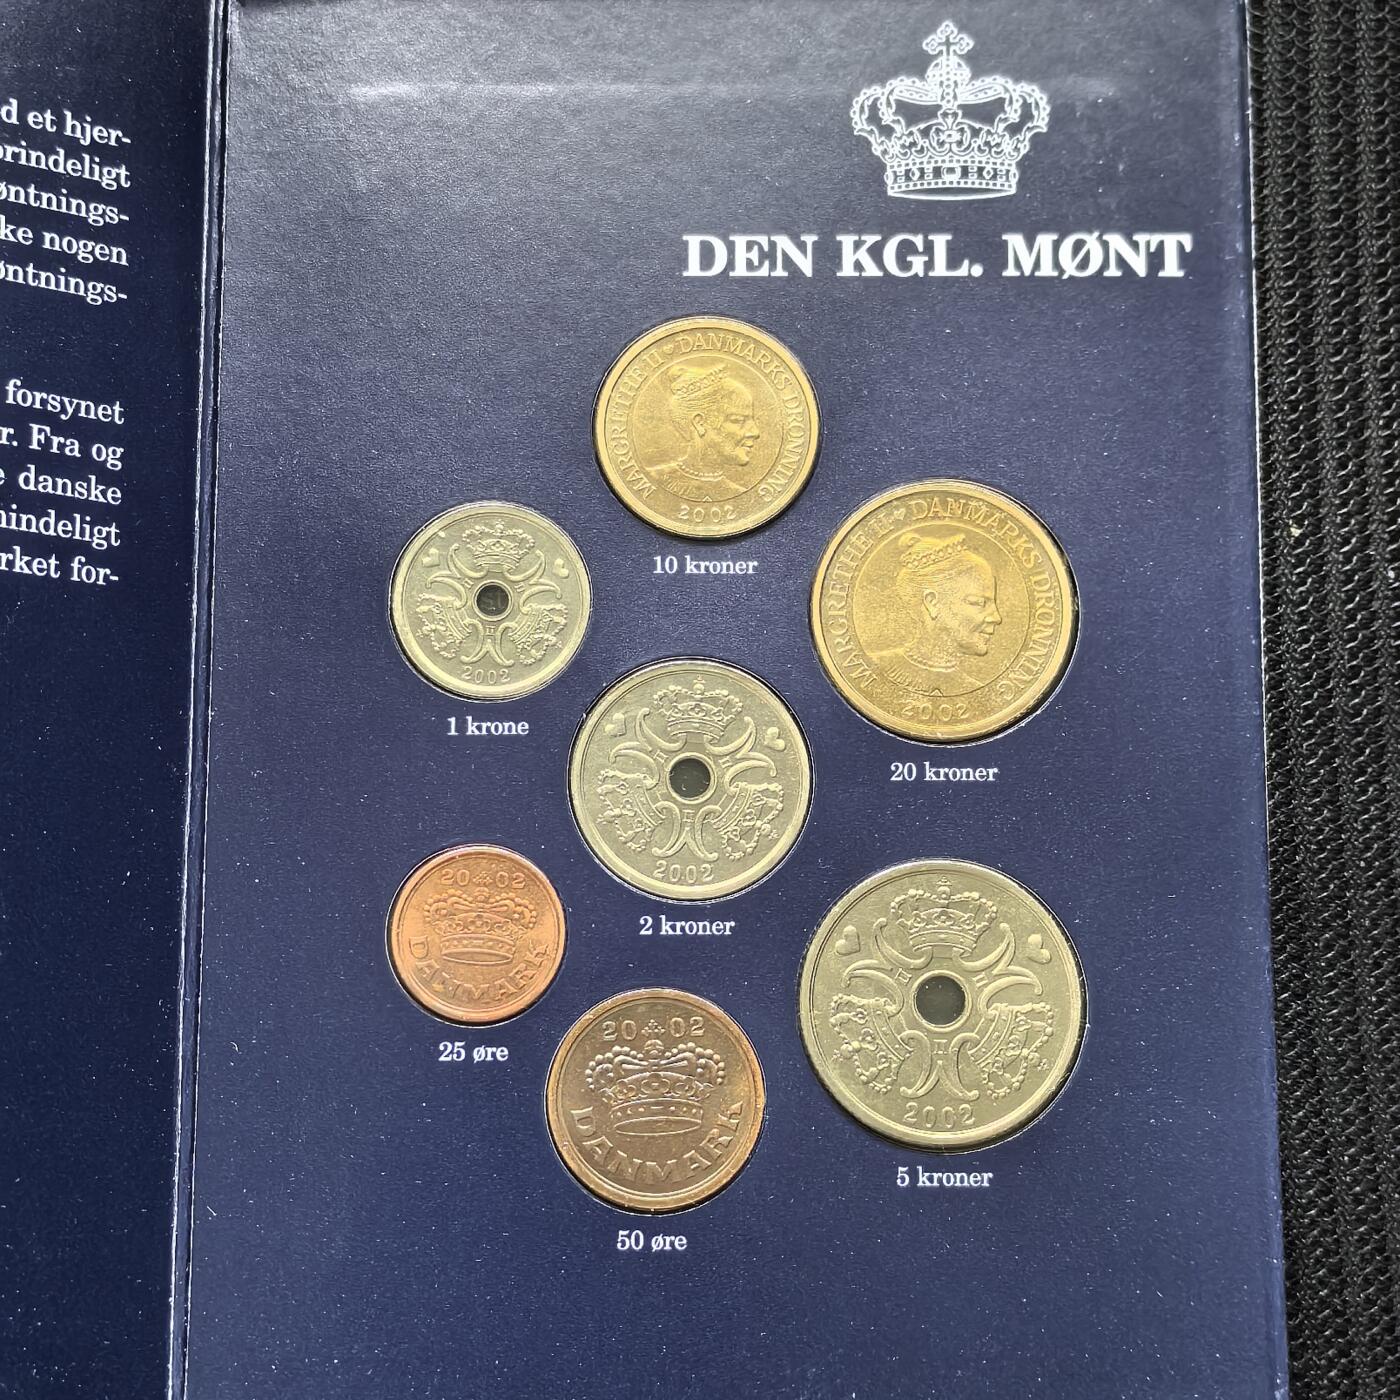 d et hjer-
rindeligt
øntnings-
ke nogen
øntnings-
forsynet
r. Fra og
e danske
indeligt
rket for-
DEN KGL. MØNT
MARGRETHE II ♥ DANMARKS DRONNING
2002
10 kroner
MARGRETHE II ♥ DANMARKS DRONNING
2002
20 kroner
2002
1 krone
2002
2 kroner
20 02
DANMARK
25 øre
20 02
DANMARK
50 øre
2002
5 kroner